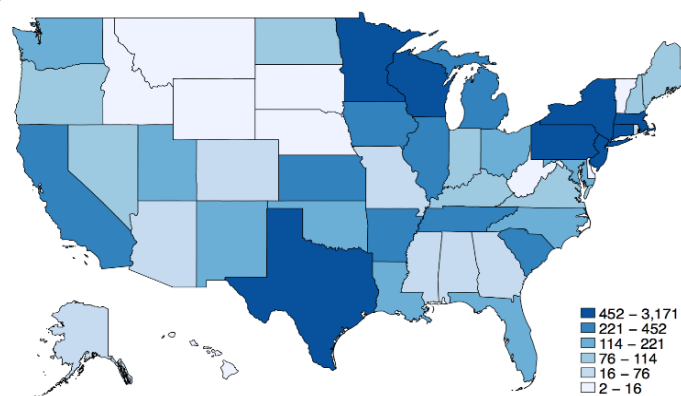 452 – 3,171
221 – 452
114 – 221
76 – 114
16 – 76
2 – 16